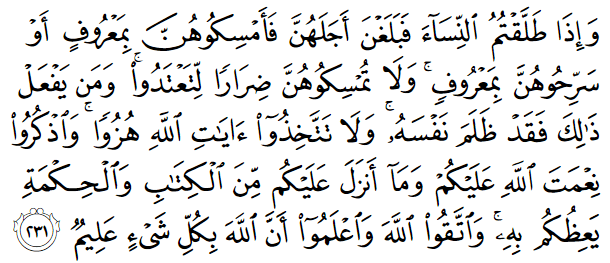 وَإِذَا طَلَّقْتُمُ ٱلنِّسَآءَ فَبَلَغْنَ أَجَلَهُنَّ فَأَمْسِكُوهُنَّ بِمَعْرُوفٍ أَوْ
سَرِّحُوهُنَّ بِمَعْرُوفٍ ۚ وَلَا تُمْسِكُوهُنَّ ضِرَارًا لِّتَعْتَدُوا۟ ۚ وَمَن يَفْعَلْ
ذَٰلِكَ فَقَدْ ظَلَمَ نَفْسَهُۥ ۚ وَلَا تَتَّخِذُوٓا۟ ءَايَـٰتِ ٱللَّهِ هُزُوًا ۚ وَٱذْكُرُوا۟
نِعْمَتَ ٱللَّهِ عَلَيْكُمْ وَمَآ أَنزَلَ عَلَيْكُم مِّنَ ٱلْكِتَـٰبِ وَٱلْحِكْمَةِ
يَعِظُكُم بِهِۦ ۚ وَٱتَّقُوا۟ ٱللَّهَ وَٱعْلَمُوٓا۟ أَنَّ ٱللَّهَ بِكُلِّ شَىْءٍ عَلِيمٌ ٢٣١